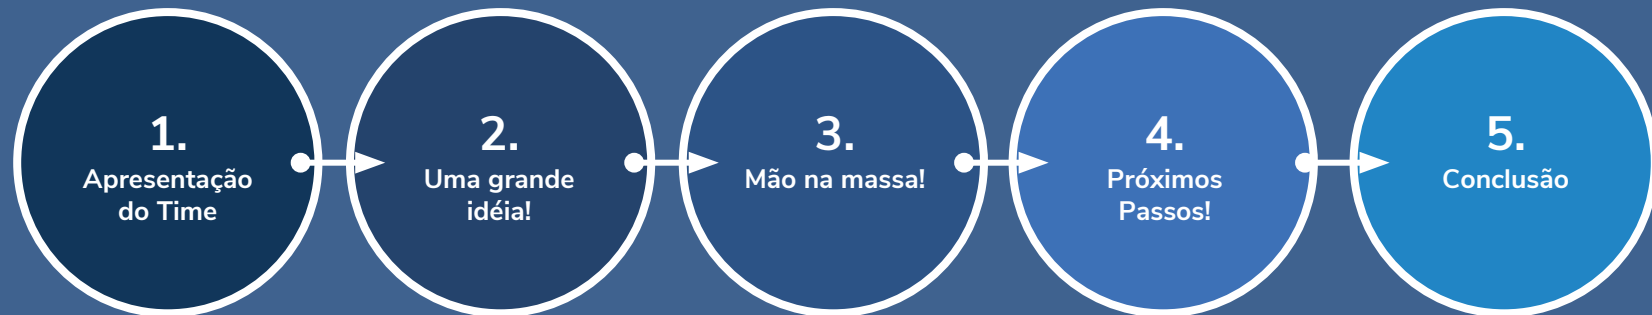 1.
Apresentação
do Time
2.
Uma grande
idéia!
3.
Mão na massa!
4.
Próximos
Passos!
5.
Conclusão